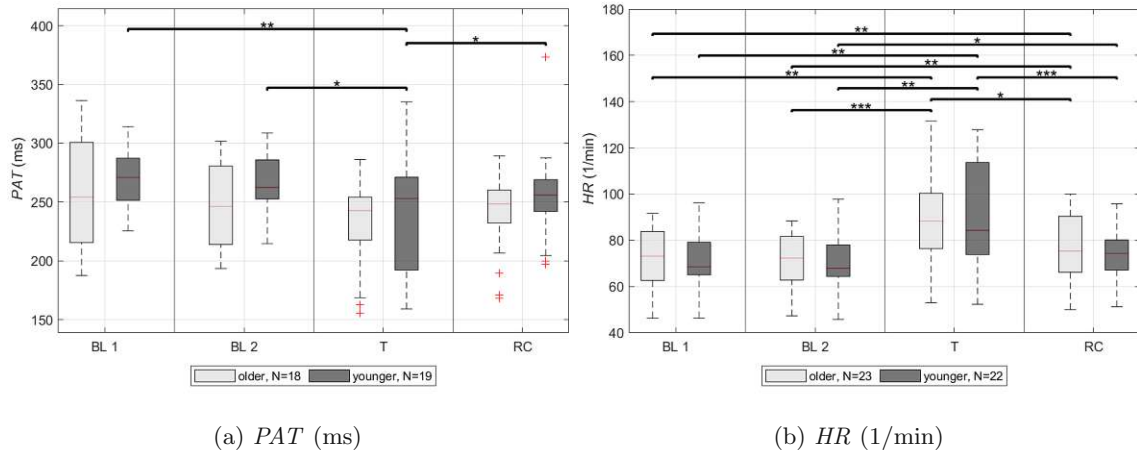 400
350
300
250
200
150
PAT (ms)
** * *
BL 1 BL 2 T RC
older, N=18 younger, N=19
(a) PAT (ms)
180
160
140
120
100
80
60
40
HR (1/min)
*
*
**
**
** ***
**
*
***
BL 1 BL 2 T RC
older, N=23 younger, N=22
(b) HR (1/min)